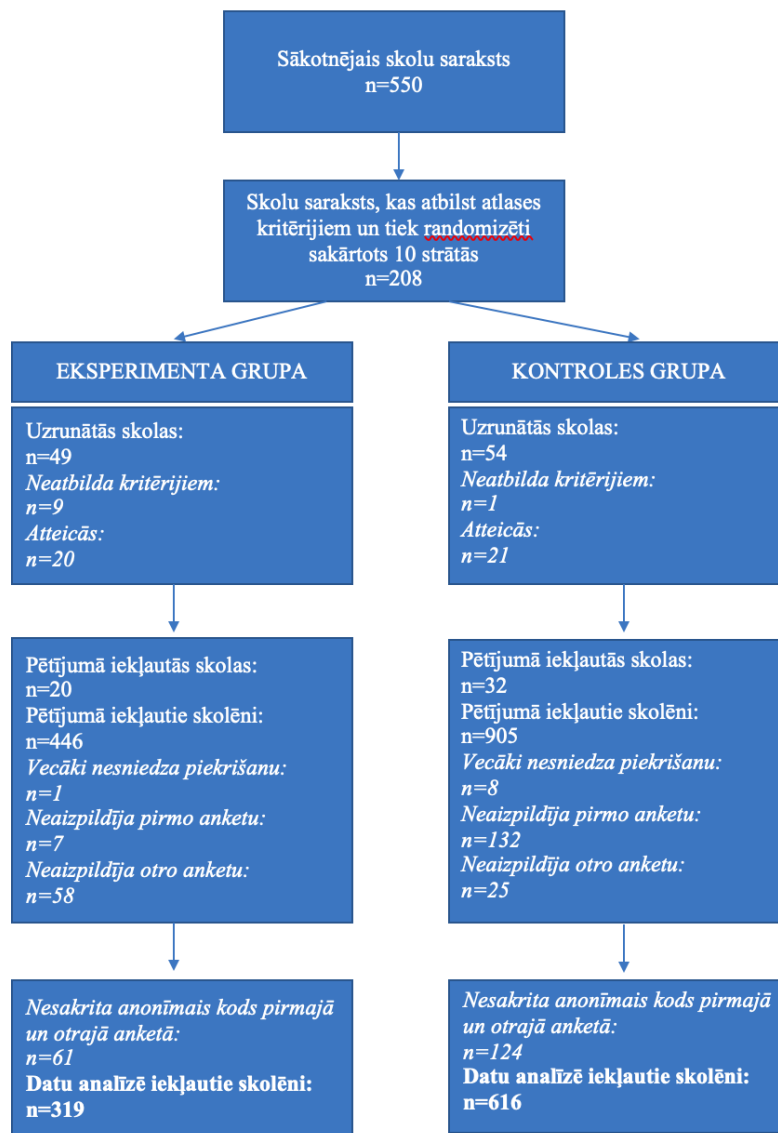 Sākotnējais skolu saraksts
n=550
Skolu saraksts, kas atbilst atlases
kritērijiem un tiek randomizēti
sakārtots 10 strātās
n=208
EKSPERIMENTA GRUPA
Uzrunātās skolas:
n=49
Neatbilda kritērijiem:
n=9
Atteicās:
n=20
Pētījumā iekļautās skolas:
n=20
Pētījumā iekļautie skolēni:
n=446
Vecāki nesniedza piekrišanu:
n=1
Neaizpildīja pirmo anketu:
n=7
Neaizpildīja otro anketu:
n=58
Nesakrita anonīmais kods pirmajā
un otrajā anketā:
n=61
Datu analīzē iekļautie skolēni:
n=319
KONTROLES GRUPA
Uzrunātās skolas:
n=54
Neatbilda kritērijiem:
n=1
Atteicās:
n=21
Pētījumā iekļautās skolas:
n=32
Pētījumā iekļautie skolēni:
n=905
Vecāki nesniedza piekrišanu:
n=8
Neaizpildīja pirmo anketu:
n=132
Neaizpildīja otro anketu:
n=25
Nesakrita anonīmais kods pirmajā
un otrajā anketā:
n=124
Datu analīzē iekļautie skolēni:
n=616